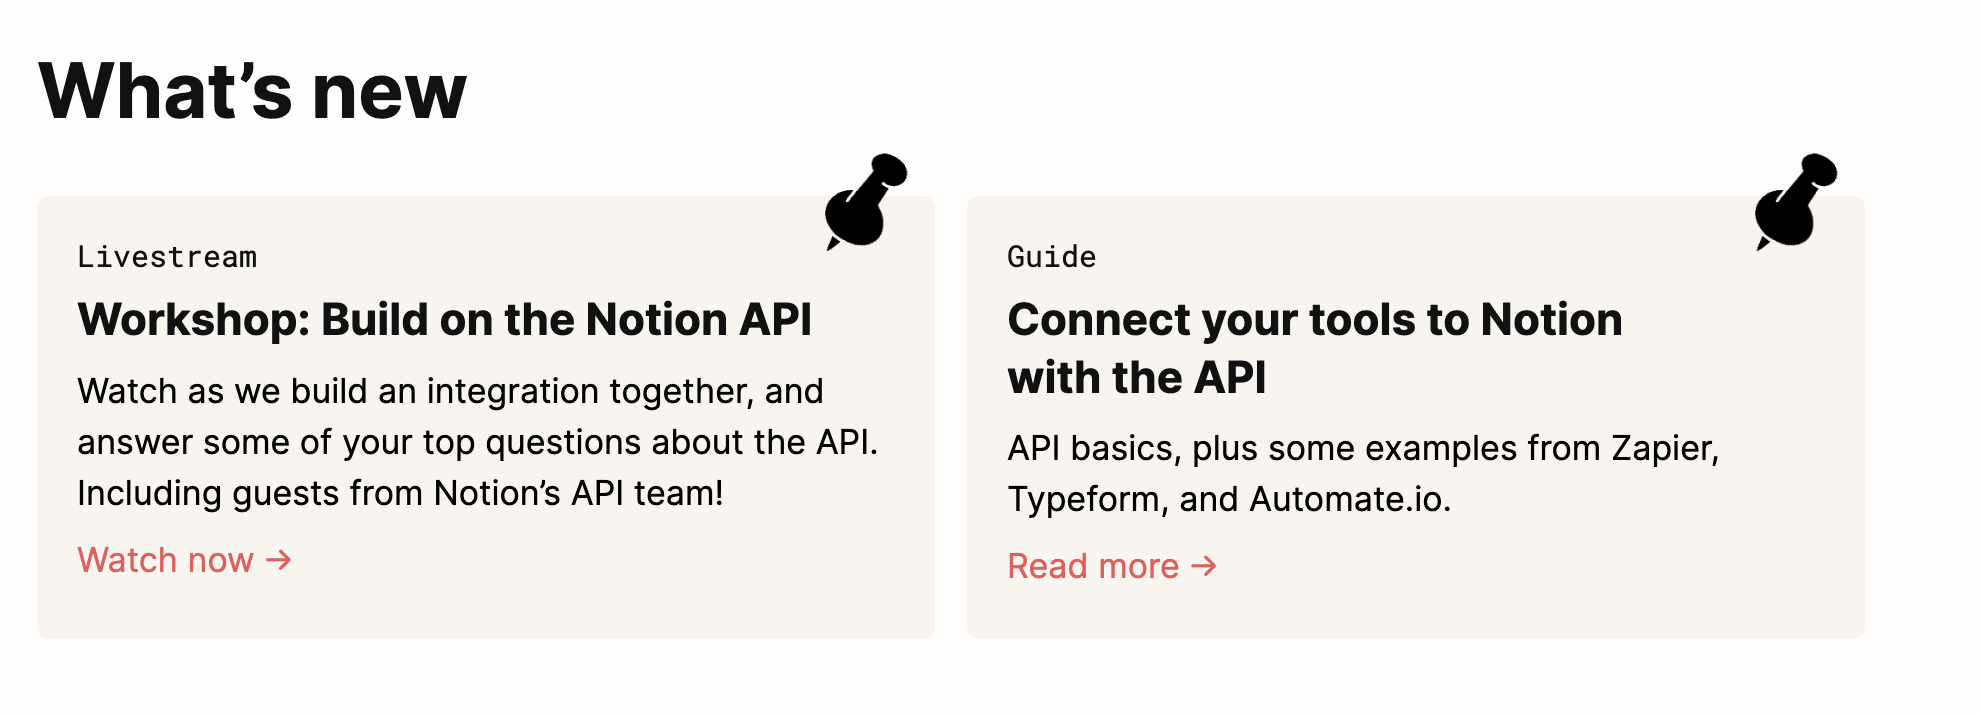 What’s new
Livestream
Workshop: Build on the Notion API
Watch as we build an integration together, and
answer some of your top questions about the API.
Including guests from Notion’s API team!
Watch now →
Guide
Connect your tools to Notion
with the API
API basics, plus some examples from Zapier,
Typeform, and Automate.io.
Read more →